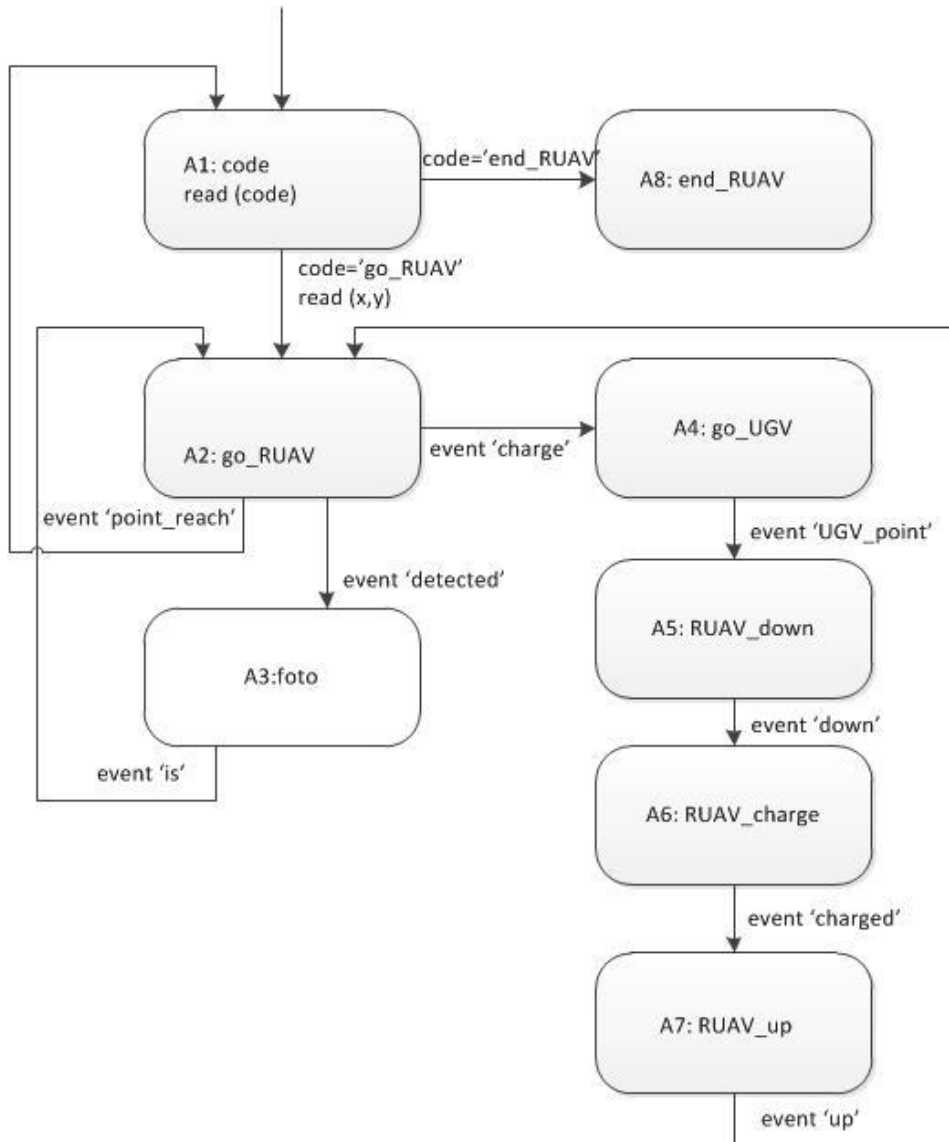 A1: code
read (code)
code='end_RUAV'
A8: end_RUAV
code='go_RUAV'
read (x,y)
A2: go_RUAV
event 'charge'
A4: go_UGV
event 'point_reach'
event 'UGV_point'
event 'detected'
A5: RUAV_down
A3:foto
event 'down'
event 'is'
A6: RUAV_charge
event 'charged'
A7: RUAV_up
event 'up'